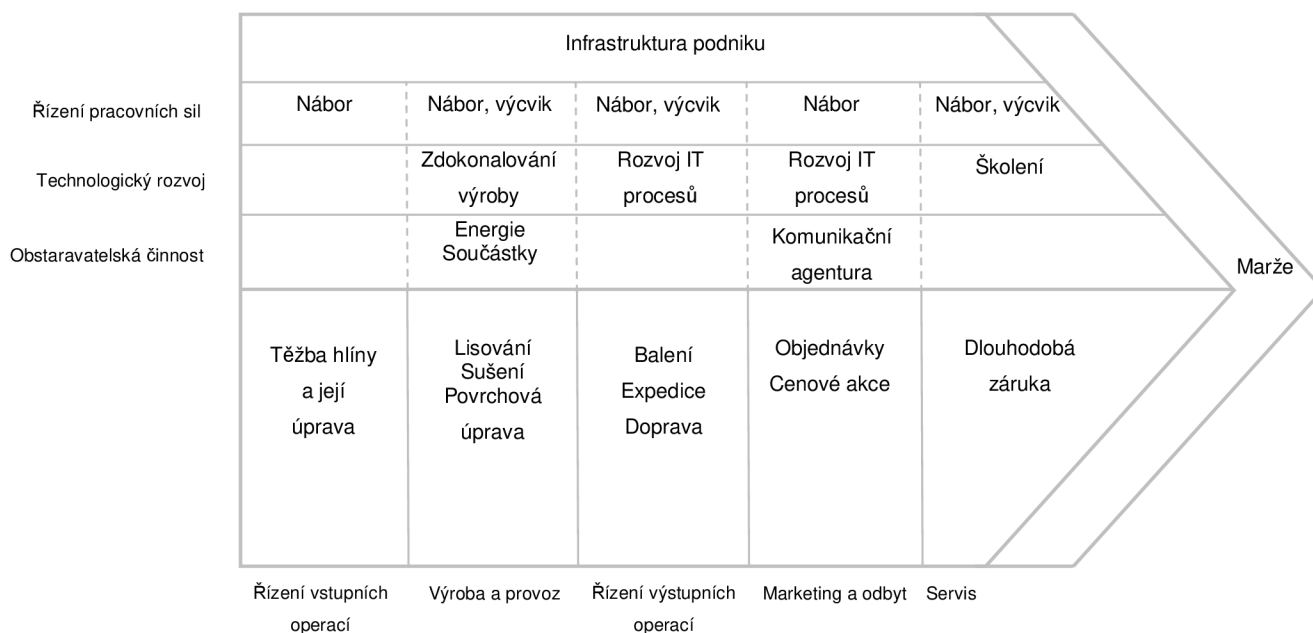 Infrastruktura podniku
Řízení pracovních sil
Nábor
Nábor, výcvik
Nábor, výcvik
Nábor
Nábor, výcvik
Technologický rozvoj
Zdokonalování
výroby
Rozvoj IT
procesů
Rozvoj IT
procesů
Školení
Obstaravatelská činnost
Energie
Součástky
Komunikační
agentura
Marže
Těžba hlíny
a její
úprava
Lisování
Sušení
Povrchová
úprava
Balení
Expedice
Doprava
Objednávky
Cenové akce
Dlouhodobá
záruka
Řízení vstupních
operací
Výroba a provoz
Řízení výstupních
operací
Marketing a odbyt
Servis